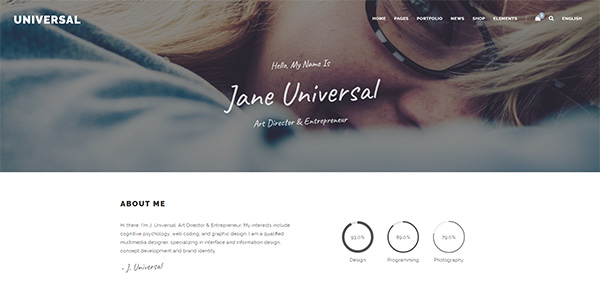 UNIVERSAL
HOME PAGES PORTFOLIO NEWS SHOP ELEMENTS ENGLISH
Hello, My Name Is
Jane Universal
Art Director & Entrepreneur
ABOUT ME
Hi there. I'm J. Universal, Art Director & Entrepreneur. My interests include
cognitive psychology, web coding, and graphic design. I am a qualified
multimedia designer, specializing in interface and information design,
concept development and brand identity.
- J. Universal
93.0% 89.0% 79.0%
Design Programming Photography